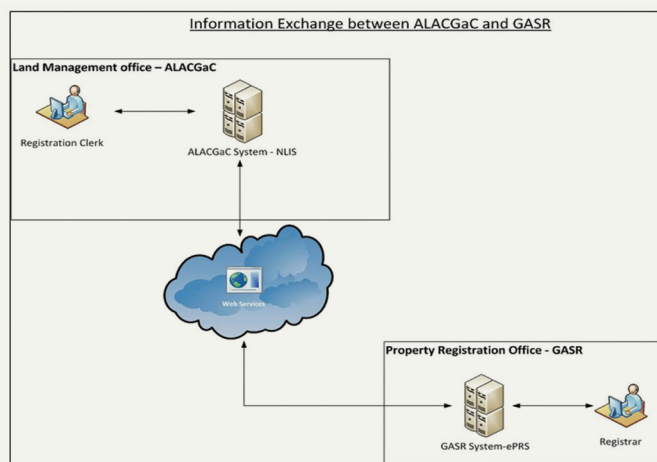 Information Exchange between ALACGaC and GASR
Land Management office – ALACGaC
Registration Clerk
ALACGaC System - NLIS
Web Services
Property Registration Office - GASR
GASR System-ePRS
Registrar